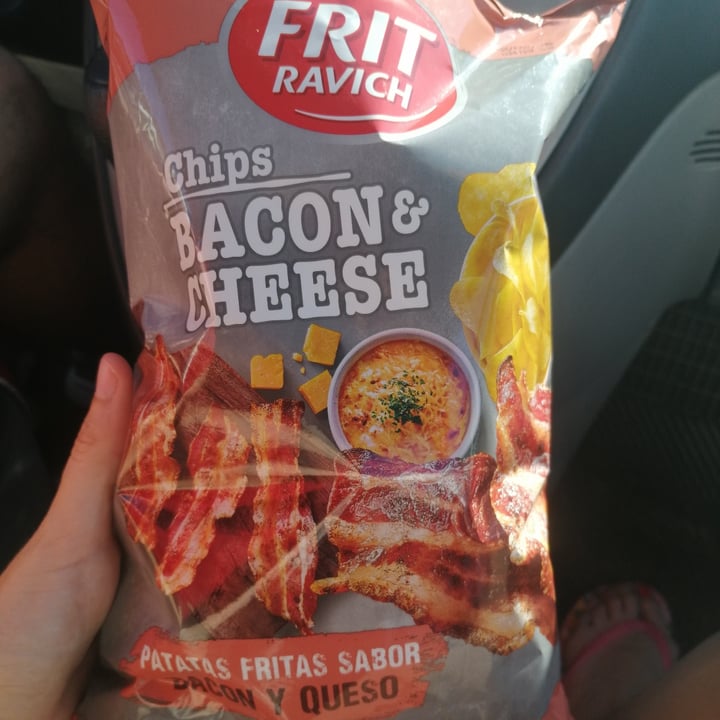 FRIT
RAVICH
Chips
BACON &
CHEESE
PATATAS FRITAS SABOR
BACON Y QUESO